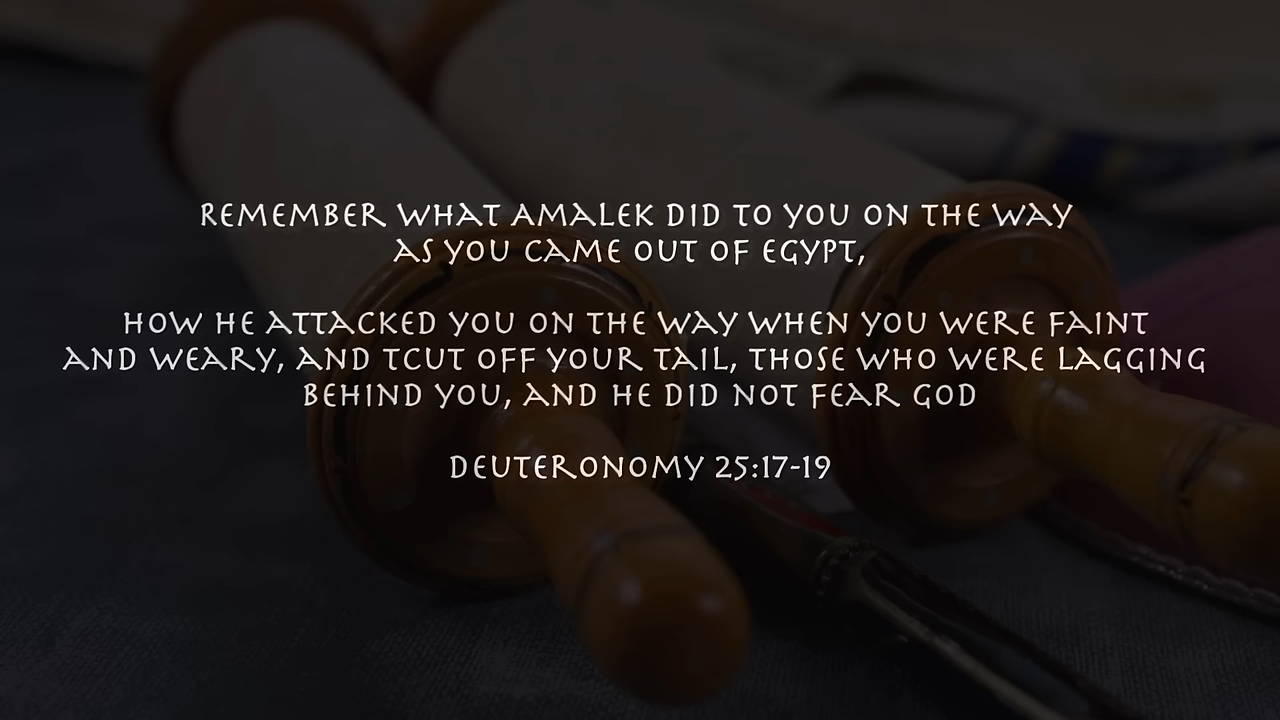 REMEMBER WHAT AMALEK DID TO YOU ON THE WAY
AS YOU CAME OUT OF EGYPT,
HOW HE ATTACKED YOU ON THE WAY WHEN YOU WERE FAINT
AND WEARY, AND TCUT OFF YOUR TAIL, THOSE WHO WERE LAGGING
BEHIND YOU, AND HE DID NOT FEAR GOD
DEUTERONOMY 25:17-19